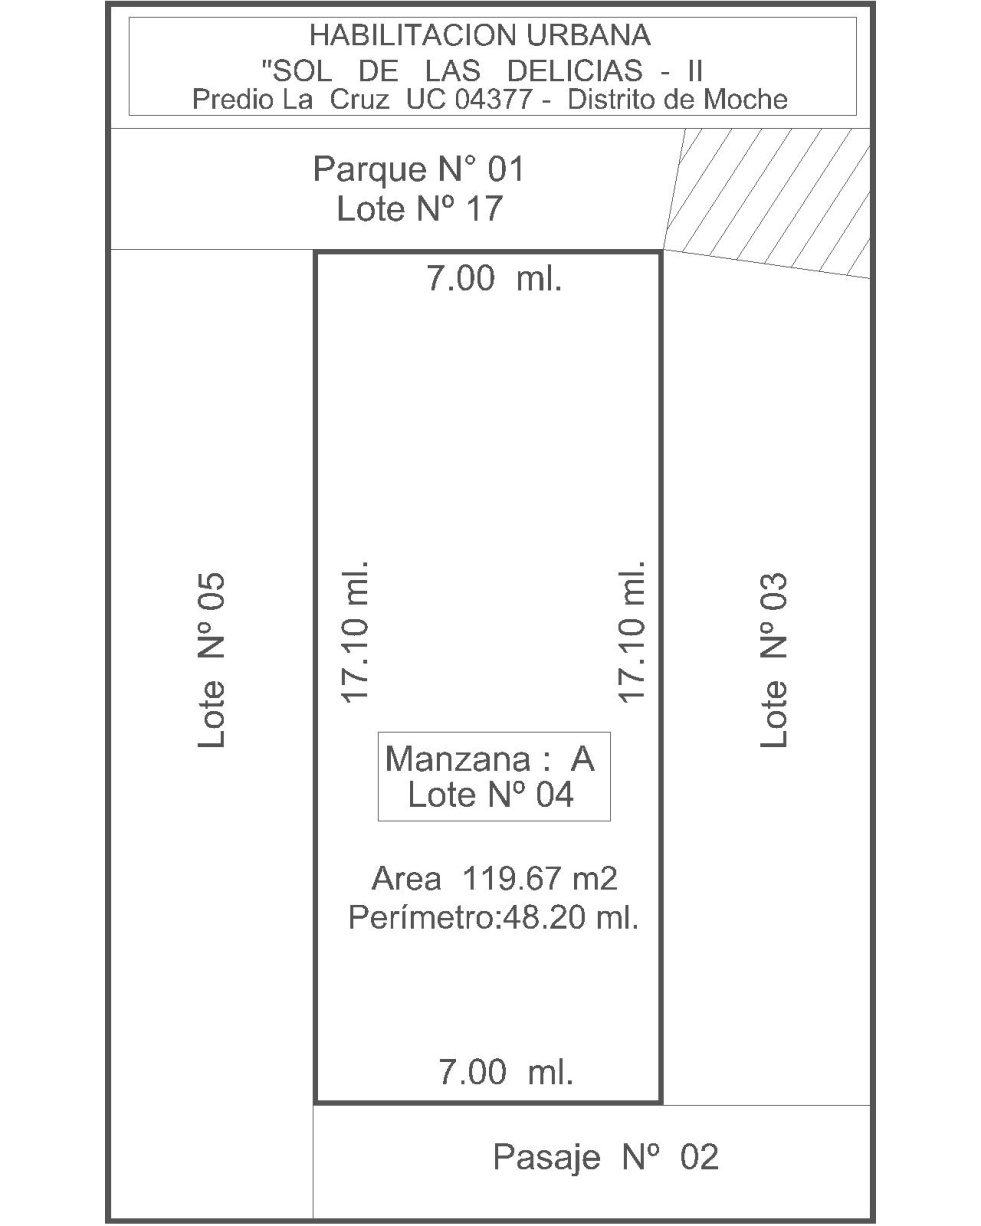 HABILITACION URBANA
"SOL DE LAS DELICIAS - II
Predio La Cruz UC 04377 - Distrito de Moche
Parque N° 01
Lote Nº 17
7.00 ml.
Lote Nº 05
17.10 ml.
17.10 ml.
Lote Nº 03
Manzana : A
Lote Nº 04
Area 119.67 m2
Perímetro:48.20 ml.
7.00 ml.
Pasaje Nº 02